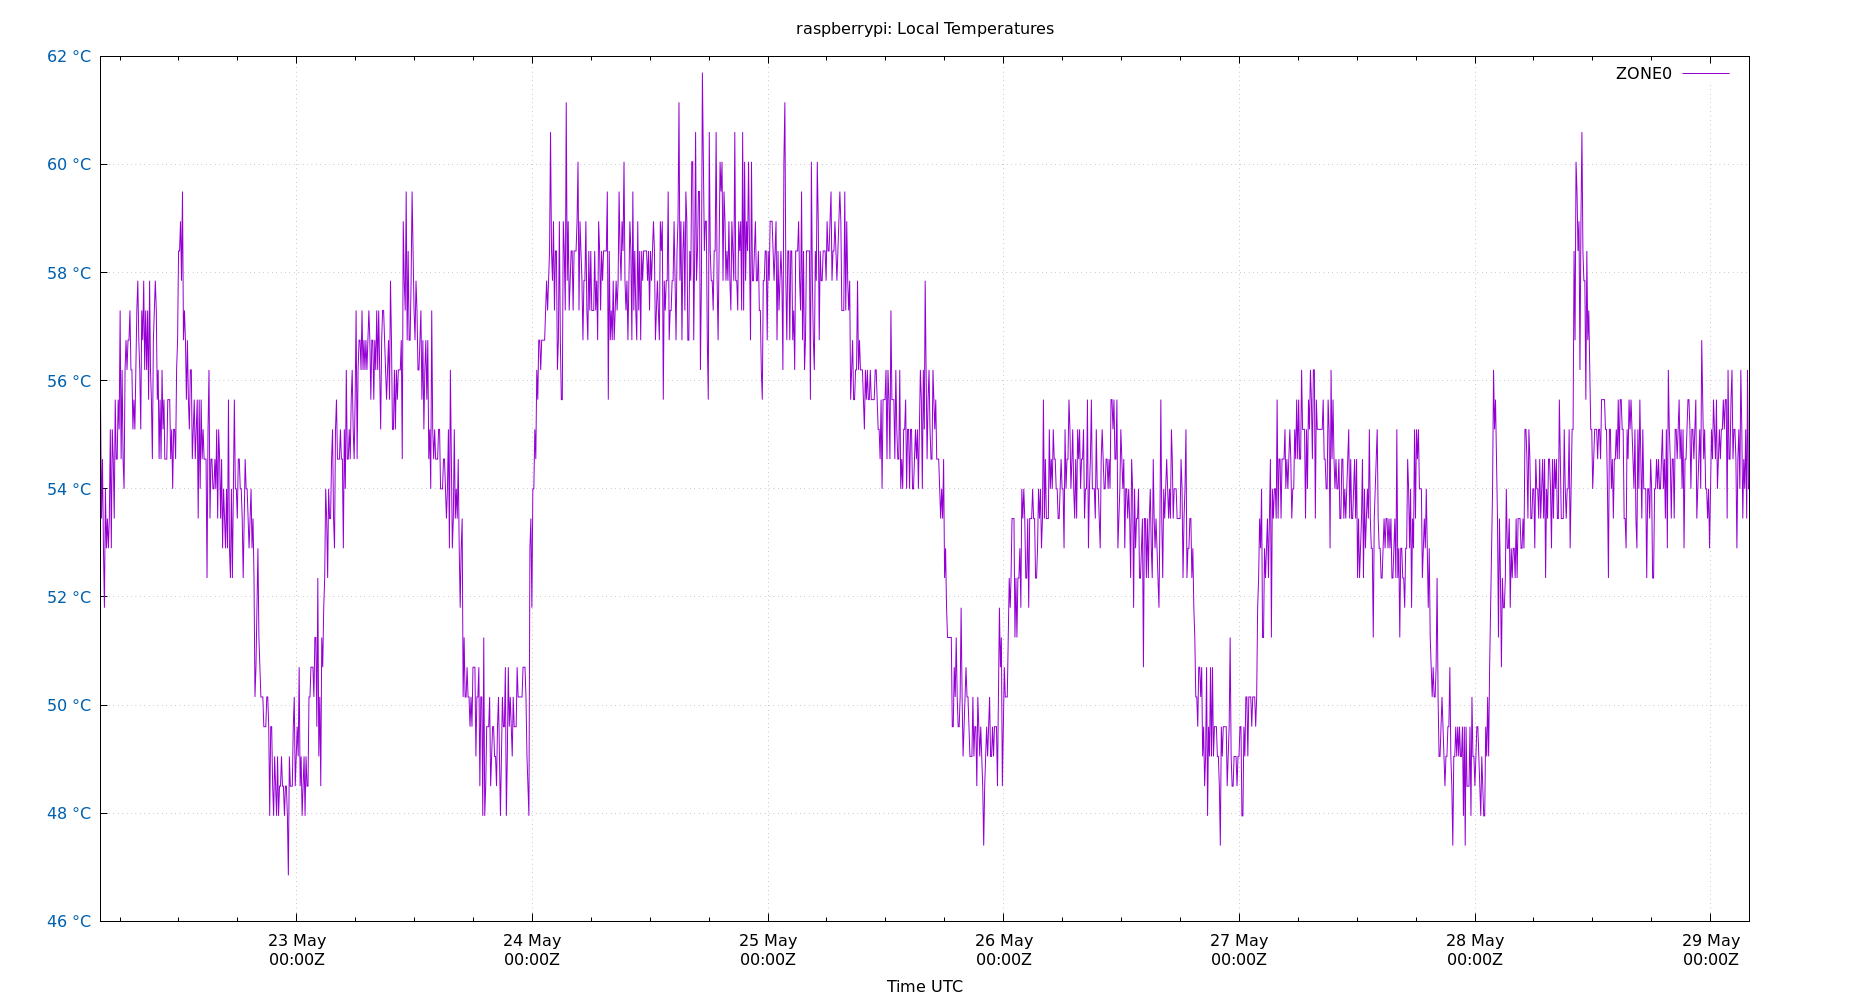 raspberrypi: Local Temperatures
62 °C
ZONE0
60 °C
58 °C
56 °C
54 °C
52 °C
50 °C
48 °C
46 °C
23 May 24 May 25 May 26 May 27 May 28 May 29 May
00:00Z 00:00Z 00:00Z 00:00Z 00:00Z 00:00Z 00:00Z
Time UTC